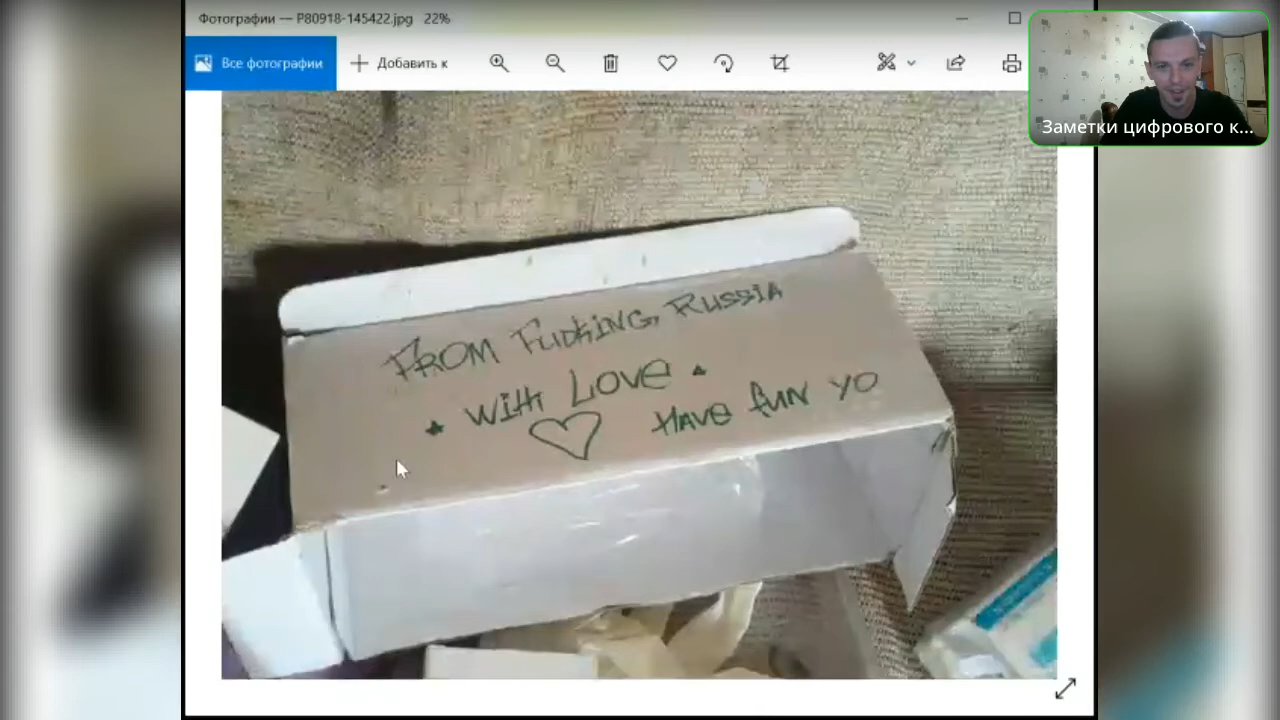 Фотографии — P80918-145422.jpg 22%
Все фотографии
Добавить к
Заметки цифрового к...
FROM FUCKING RUSSIA
WITH LOVE
HAVE FUN YO